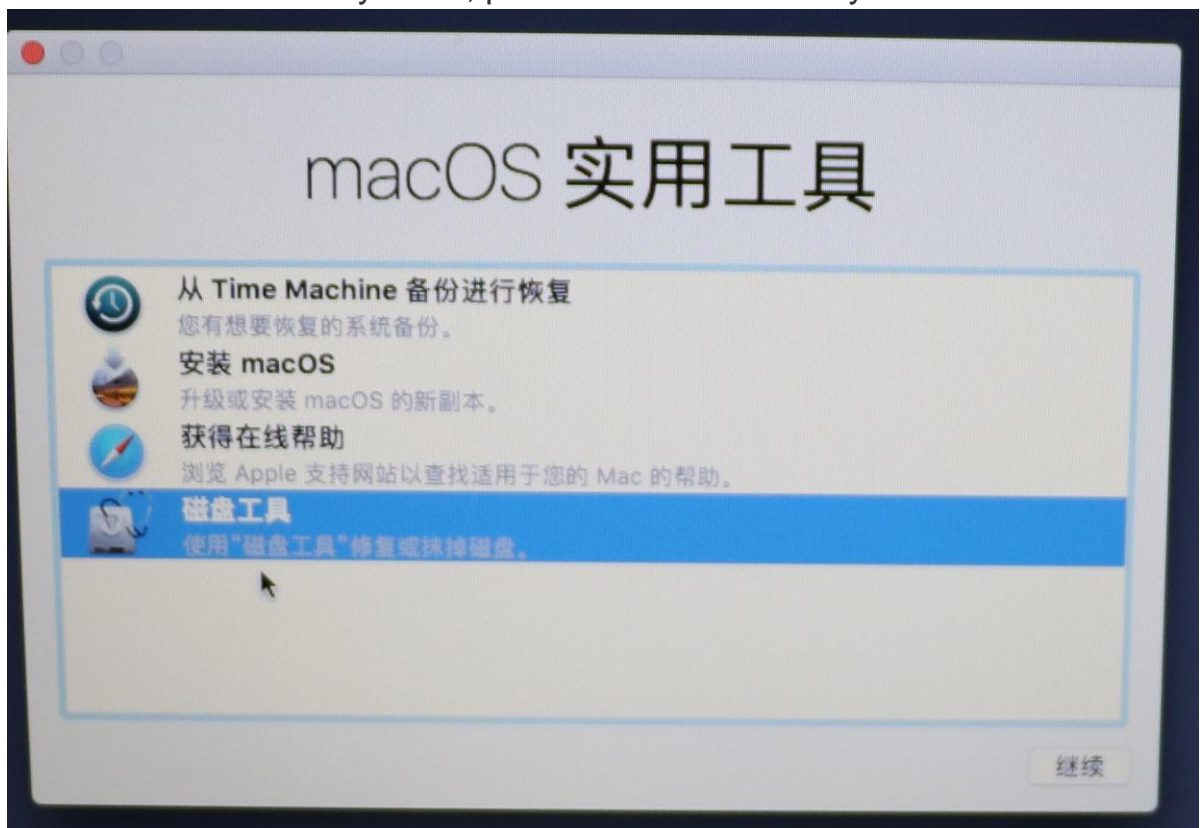 macOS 实用工具
从 Time Machine 备份进行恢复
您有想要恢复的系统备份。
安装 macOS
升级或安装 macOS 的新副本。
获得在线帮助
浏览 Apple 支持网站以查找适用于您的 Mac 的帮助。
磁盘工具
使用“磁盘工具”修复或抹掉磁盘。
继续